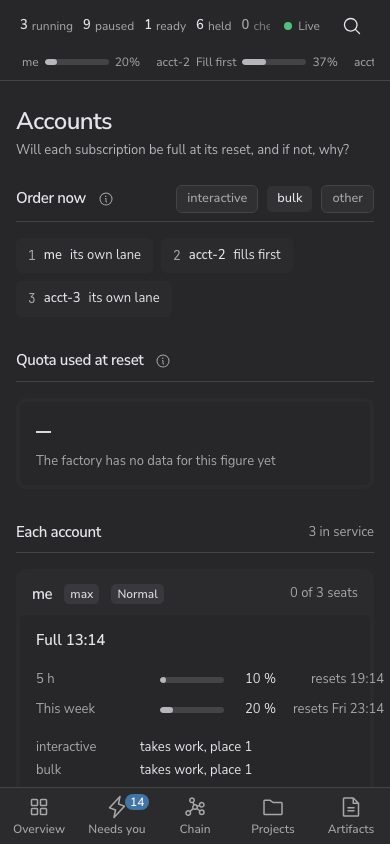 3 running 9 paused 1 ready 6 held 0 che Live
me 20% acct-2 Fill first 37% acct
Accounts
Will each subscription be full at its reset, and if not, why?
Order now interactive bulk other
1 me its own lane 2 acct-2 fills first
3 acct-3 its own lane
Quota used at reset
—
The factory has no data for this figure yet
Each account 3 in service
me max Normal 0 of 3 seats
Full 13:14
5 h 10 % resets 19:14
This week 20 % resets Fri 23:14
interactive takes work, place 1
bulk takes work, place 1
14
Overview Needs you Chain Projects Artifacts